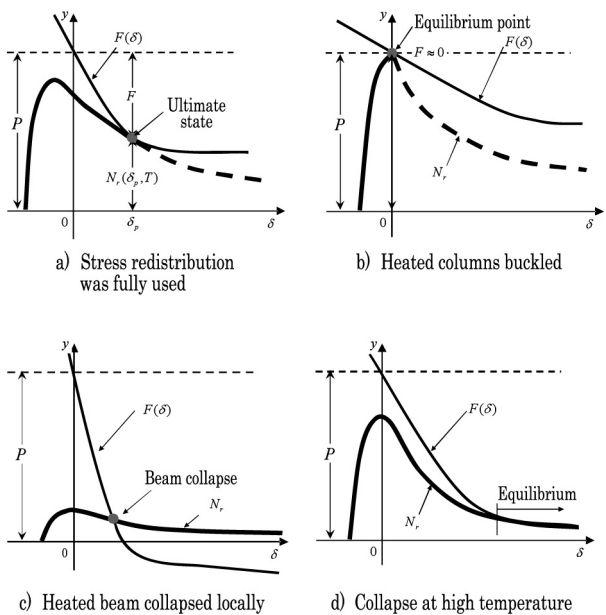 y
F(δ)
P
F
Ultimate
state
N_r(δ_p,T)
0
δ_p
δ
a) Stress redistribution
was fully used
y
Equilibrium point
F≈0
F(δ)
P
N_r
0
δ
b) Heated columns buckled
y
F(δ)
P
Beam collapse
N_r
0
δ
c) Heated beam collapsed locally
y
F(δ)
P
Equilibrium
N_r
0
δ
d) Collapse at high temperature